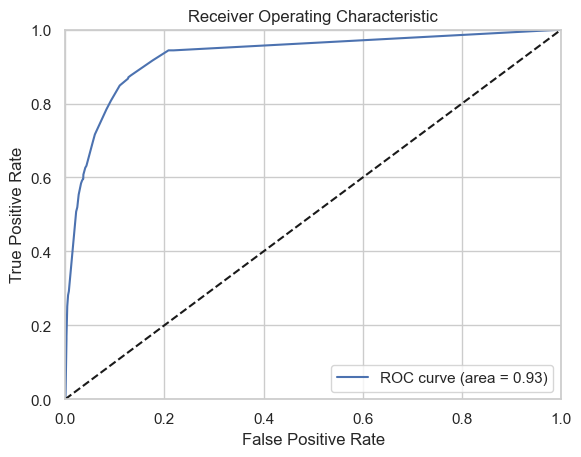 Receiver Operating Characteristic
1.0
0.8
0.6
0.4
0.2
0.0
True Positive Rate
ROC curve (area = 0.93)
0.0 0.2 0.4 0.6 0.8 1.0
False Positive Rate